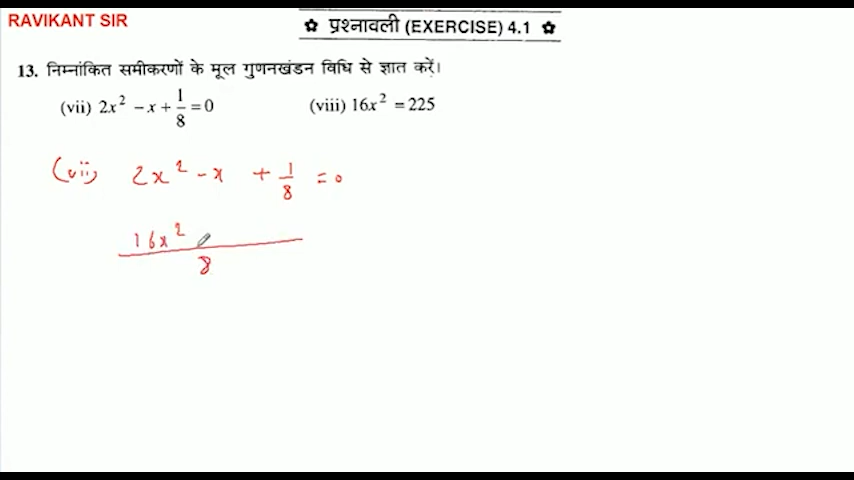 RAVIKANT SIR
✿ प्रश्नावली (EXERCISE) 4.1 ✿
13. निम्नांकित समीकरणों के मूल गुणनखंडन विधि से ज्ञात करें।
(vii) 2x² − x + 1/8 = 0 (viii) 16x² = 225
(vii) 2x² − x + 1/8 = 0
16x²
8